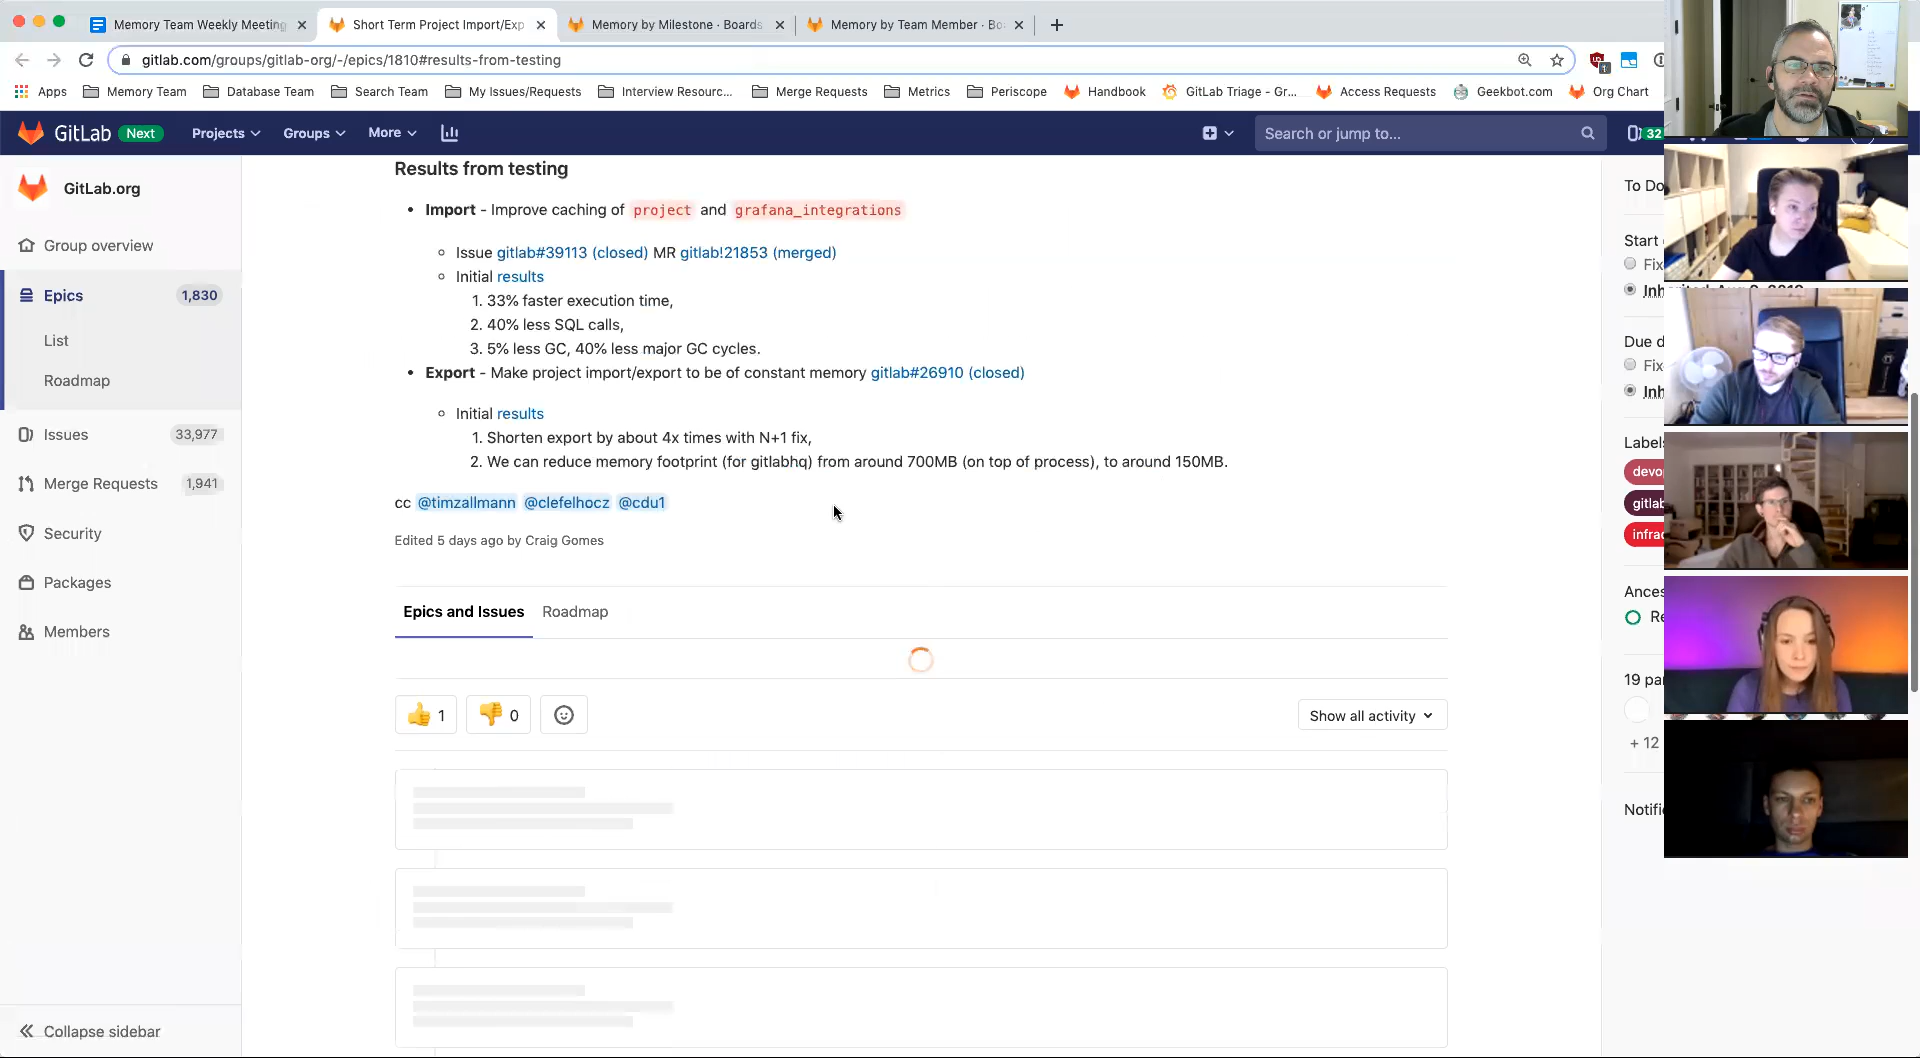 Memory Team Weekly Meeting
Short Term Project Import/Exp
Memory by Milestone · Boards
Memory by Team Member · Bo
gitlab.com/groups/gitlab-org/-/epics/1810#results-from-testing
Apps
Memory Team
Database Team
Search Team
My Issues/Requests
Interview Resourc...
Merge Requests
Metrics
Periscope
Handbook
GitLab Triage - Gr...
Access Requests
Geekbot.com
Org Chart
GitLab Next
Projects
Groups
More
Search or jump to...
32
GitLab.org
Group overview
Epics 1,830
List
Roadmap
Issues 33,977
Merge Requests 1,941
Security
Packages
Members
Collapse sidebar
Results from testing
• Import - Improve caching of project and grafana_integrations
Issue gitlab#39113 (closed) MR gitlab!21853 (merged)
Initial results
1. 33% faster execution time,
2. 40% less SQL calls,
3. 5% less GC, 40% less major GC cycles.
• Export - Make project import/export to be of constant memory gitlab#26910 (closed)
Initial results
1. Shorten export by about 4x times with N+1 fix,
2. We can reduce memory footprint (for gitlabhq) from around 700MB (on top of process), to around 150MB.
cc @timzallmann @clefelhocz @cdu1
Edited 5 days ago by Craig Gomes
Epics and Issues
Roadmap
1
0
Show all activity
To Do
Start
Fix
Due d
Fix
Inh
Labels
devo
gitlab
infra
Ances
Re
19 pa
+ 12
Notifi